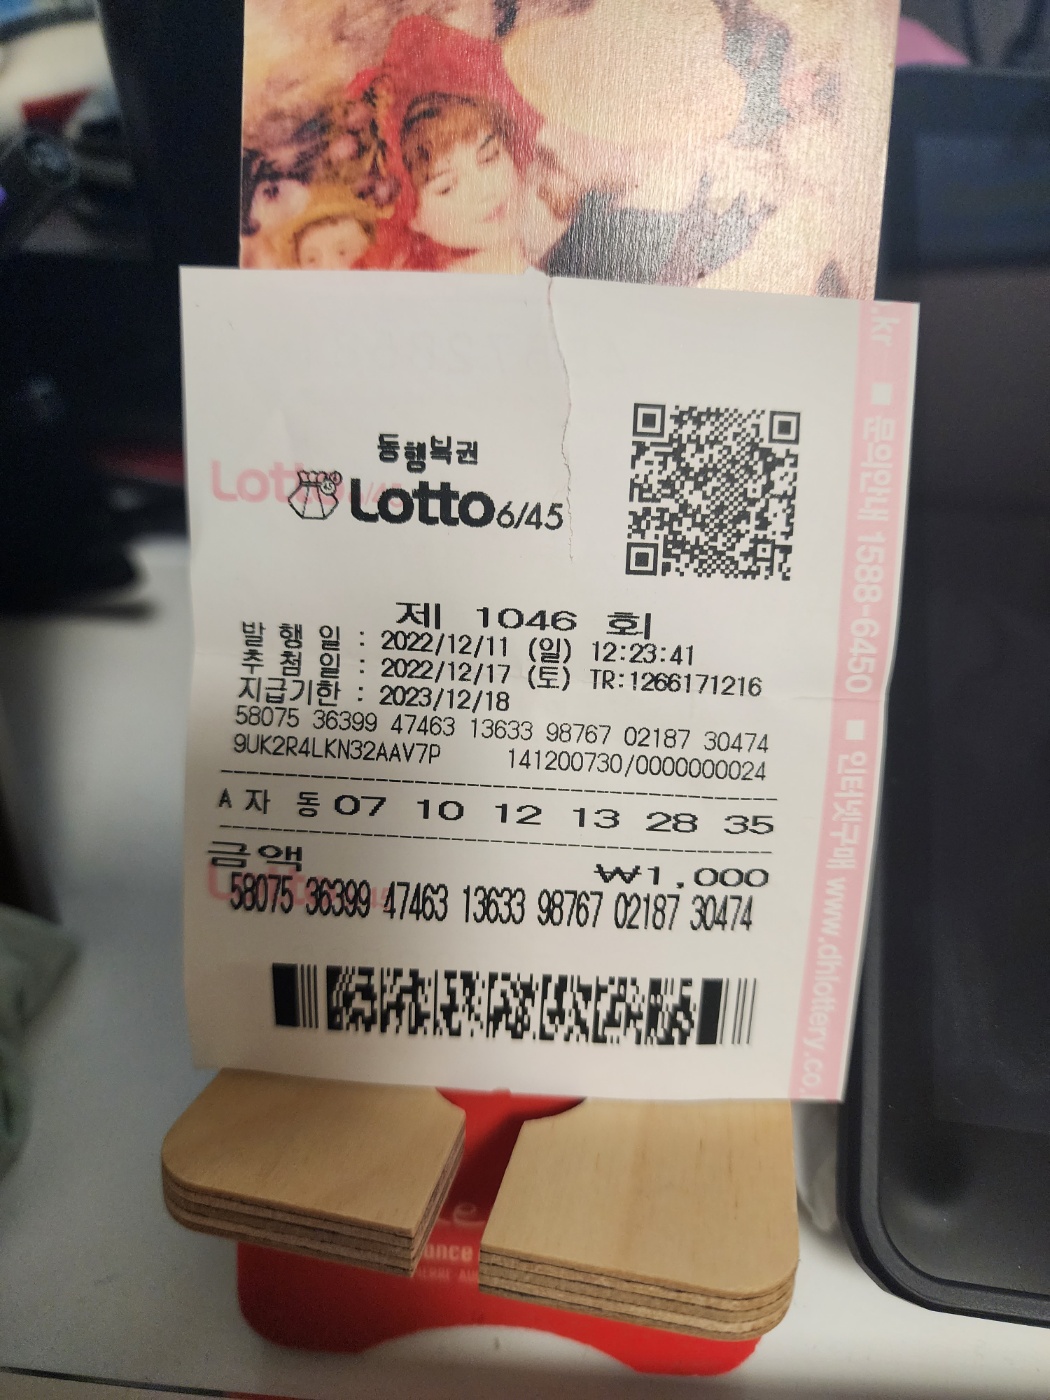 동행복권
Lotto 6/45
제 1046 회
발 행 일 : 2022/12/11 (일) 12:23:41
추 첨 일 : 2022/12/17 (토) TR:1266171216
지급기한 : 2023/12/18
58075 36399 47463 13633 98767 02187 30474
9UK2R4LKN32AAV7P 141200730/0000000024
A 자 동 07 10 12 13 28 35
금액 ₩1,000
58075 36399 47463 13633 98767 02187 30474
.kr ■ 문의안내 1588-6450 ■ 인터넷구매 www.dhlottery.co.
Lotto